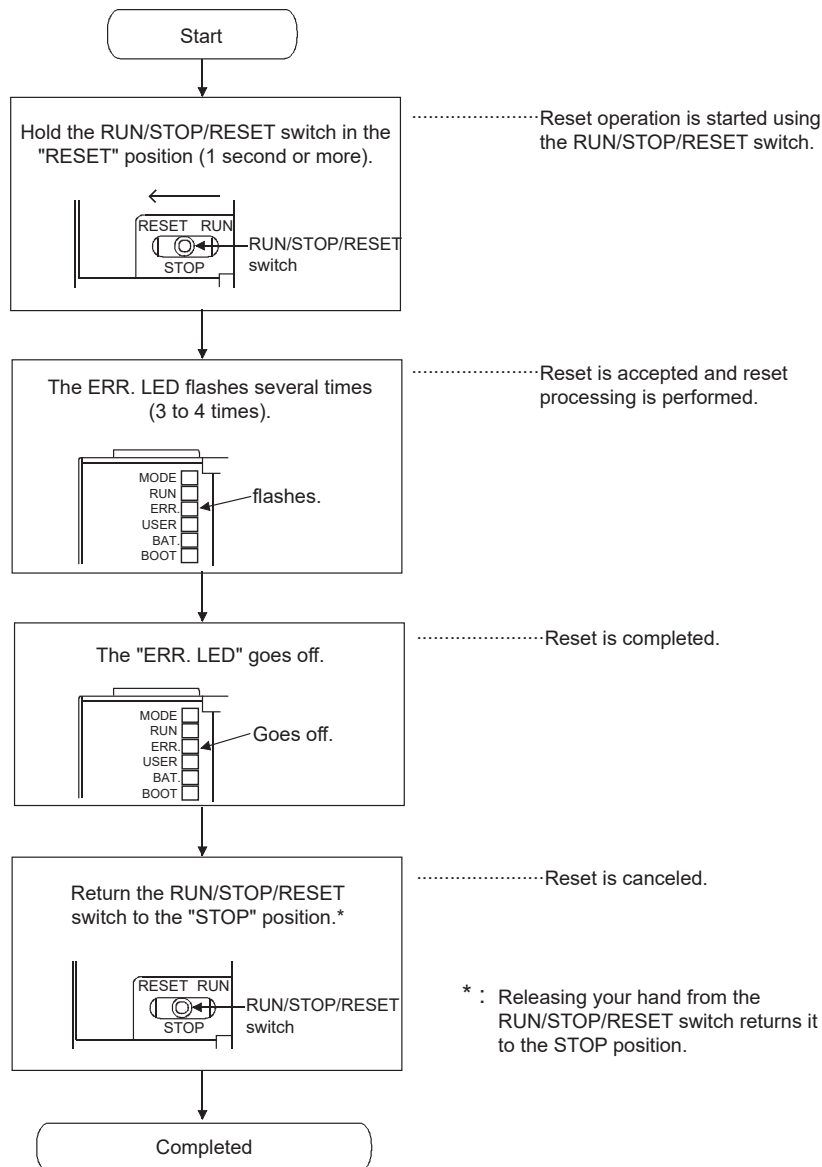 Start
Hold the RUN/STOP/RESET switch in the
"RESET" position (1 second or more).
Reset operation is started using
the RUN/STOP/RESET switch.
RESET RUN
RUN/STOP/RESET
switch
STOP
The ERR. LED flashes several times
(3 to 4 times).
Reset is accepted and reset
processing is performed.
MODE
RUN
ERR.
flashes.
USER
BAT.
BOOT
The "ERR. LED" goes off.
Reset is completed.
MODE
RUN
ERR.
Goes off.
USER
BAT.
BOOT
Return the RUN/STOP/RESET
switch to the "STOP" position.*
Reset is canceled.
RESET RUN
RUN/STOP/RESET
switch
STOP
* : Releasing your hand from the
RUN/STOP/RESET switch returns it
to the STOP position.
Completed